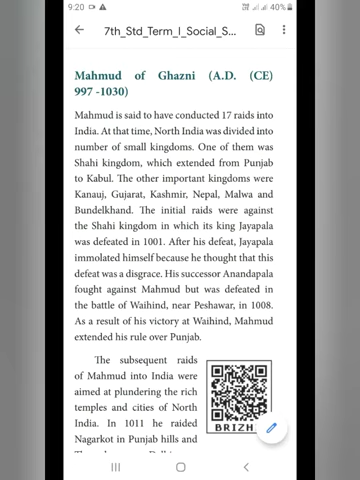 9:20
40%
7th_Std_Term_I_Social_S...
Mahmud of Ghazni (A.D. (CE)
997 -1030)
Mahmud is said to have conducted 17 raids into
India. At that time, North India was divided into
number of small kingdoms. One of them was
Shahi kingdom, which extended from Punjab
to Kabul. The other important kingdoms were
Kanauj, Gujarat, Kashmir, Nepal, Malwa and
Bundelkhand. The initial raids were against
the Shahi kingdom in which its king Jayapala
was defeated in 1001. After his defeat, Jayapala
immolated himself because he thought that this
defeat was a disgrace. His successor Anandapala
fought against Mahmud but was defeated in
the battle of Waihind, near Peshawar, in 1008.
As a result of his victory at Waihind, Mahmud
extended his rule over Punjab.
The subsequent raids
of Mahmud into India were
aimed at plundering the rich
temples and cities of North
India. In 1011 he raided
Nagarkot in Punjab hills and
BRIZH